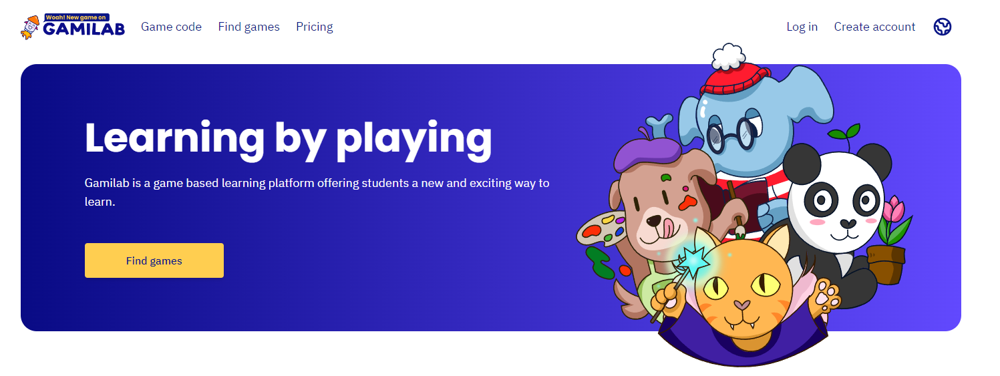 Woah! New game on
GAMILAB
Game code
Find games
Pricing
Log in
Create account
Learning by playing
Gamilab is a game based learning platform offering students a new and exciting way to
learn.
Find games